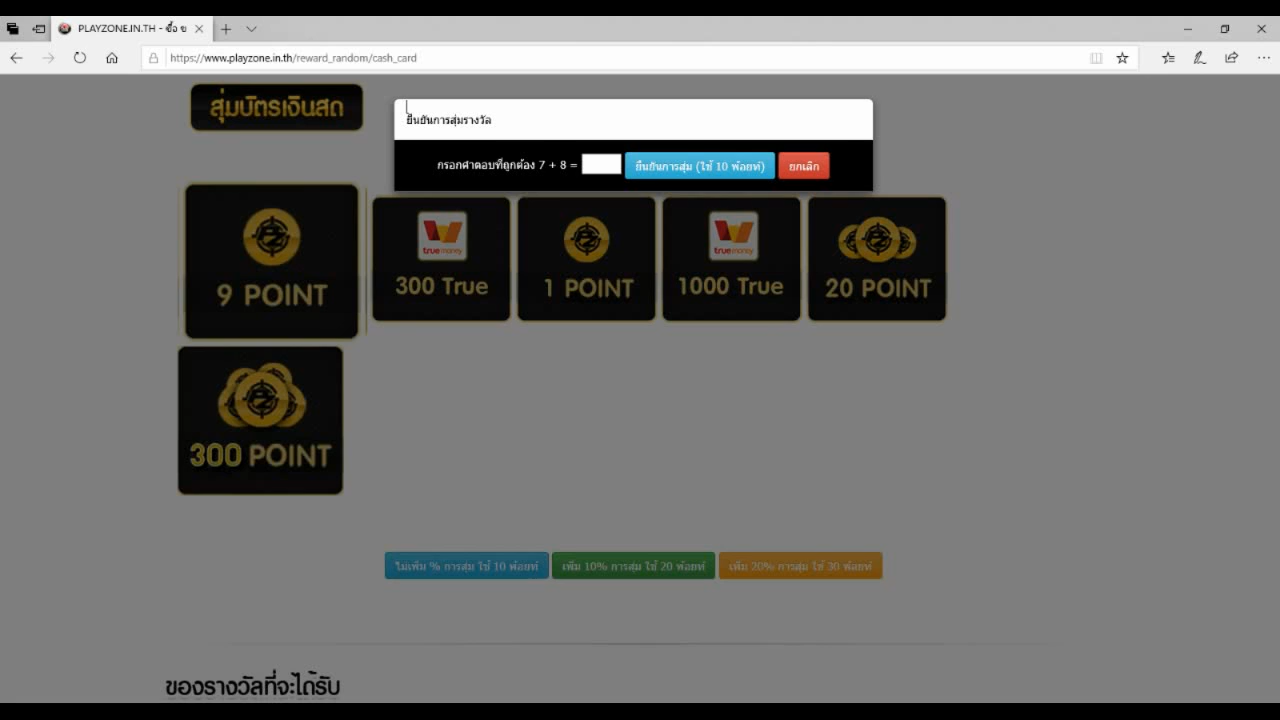 PLAYZONE.IN.TH - ซื้อ ข
https://www.playzone.in.th/reward_random/cash_card
สุ่มบัตรเงินสด
ยืนยันการสุ่มรางวัล
กรอกคำตอบที่ถูกต้อง 7 + 8 = ยืนยันการสุ่ม (ใช้ 10 พ้อยท์) ยกเลิก
9 POINT
truemoney
300 True
1 POINT
truemoney
1000 True
20 POINT
300 POINT
ไม่เพิ่ม % การสุ่ม ใช้ 10 พ้อยท์ เพิ่ม 10% การสุ่ม ใช้ 20 พ้อยท์ เพิ่ม 20% การสุ่ม ใช้ 30 พ้อยท์
ของรางวัลที่จะได้รับ